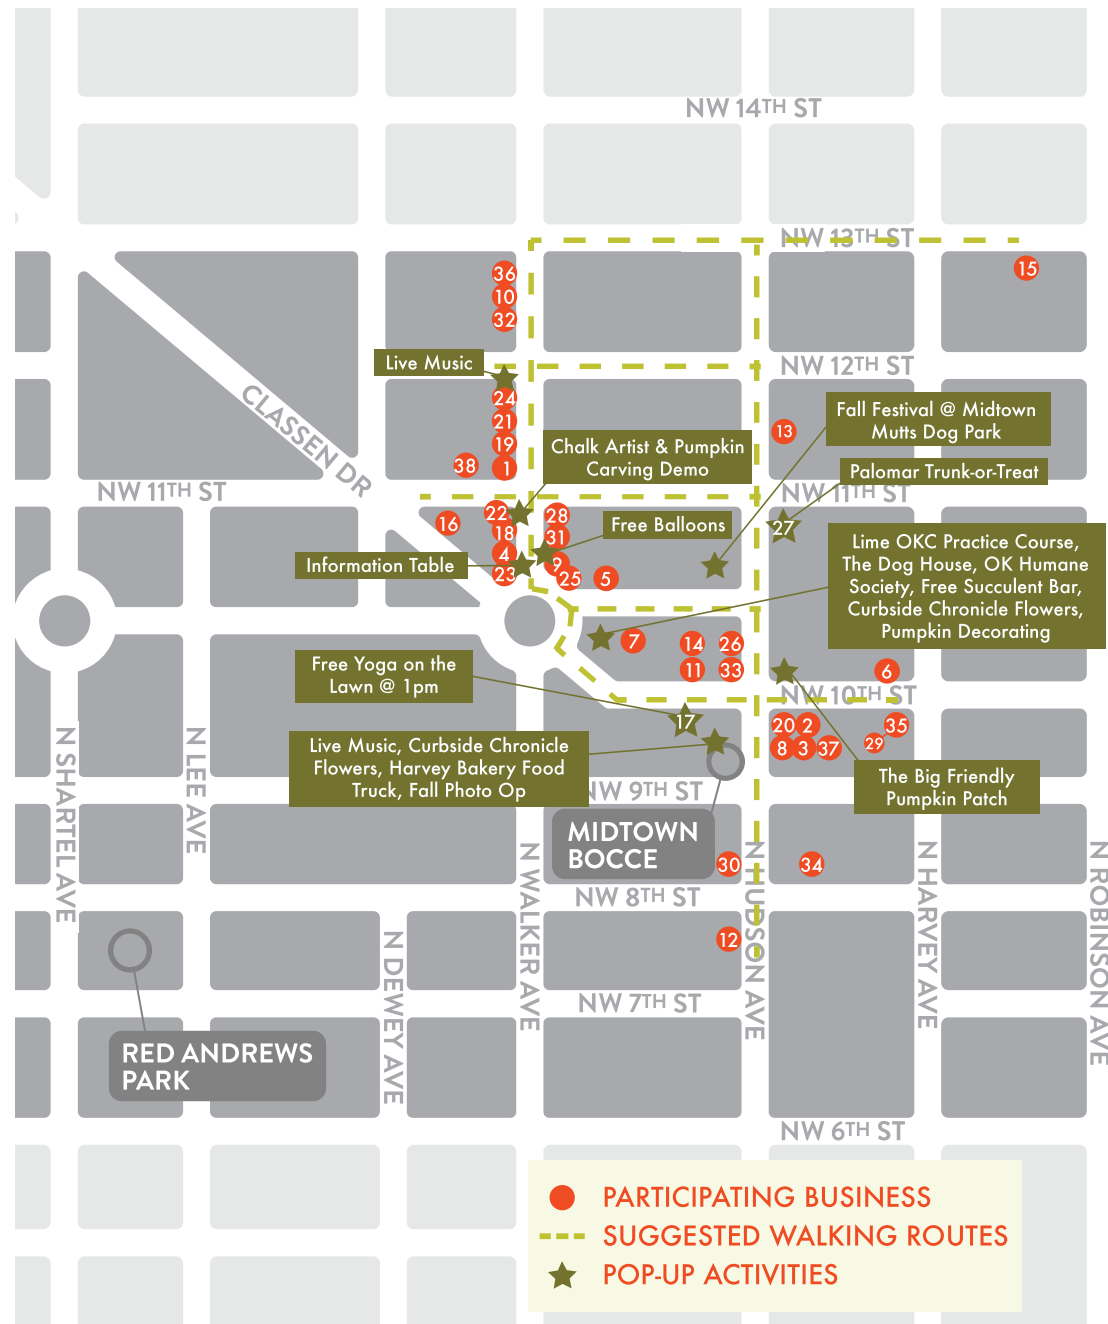 NW 14TH ST
NW 13TH ST
15
36
10
32
Live Music
NW 12TH ST
24
21
19
38
1
Fall Festival @ Midtown
Mutts Dog Park
13
CLASSEN DR
Chalk Artist & Pumpkin
Carving Demo
Palomar Trunk-or-Treat
NW 11TH ST
NW 11TH ST
16
22
18
4
23
28
31
9
25
5
Free Balloons
27
Information Table
Lime OKC Practice Course,
The Dog House, OK Humane
Society, Free Succulent Bar,
Curbside Chronicle Flowers,
Pumpkin Decorating
7
14
26
11
33
6
Free Yoga on the
Lawn @ 1pm
NW 10TH ST
17
20
2
35
8
3
37
29
Live Music, Curbside Chronicle
Flowers, Harvey Bakery Food
Truck, Fall Photo Op
The Big Friendly
Pumpkin Patch
NW 9TH ST
MIDTOWN
BOCCE
30
34
N SHARTEL AVE
N LEE AVE
N WALKER AVE
N HUDSON AVE
N HARVEY AVE
N ROBINSON AVE
NW 8TH ST
12
N DEWEY AVE
NW 7TH ST
RED ANDREWS
PARK
NW 6TH ST
PARTICIPATING BUSINESS
SUGGESTED WALKING ROUTES
POP-UP ACTIVITIES